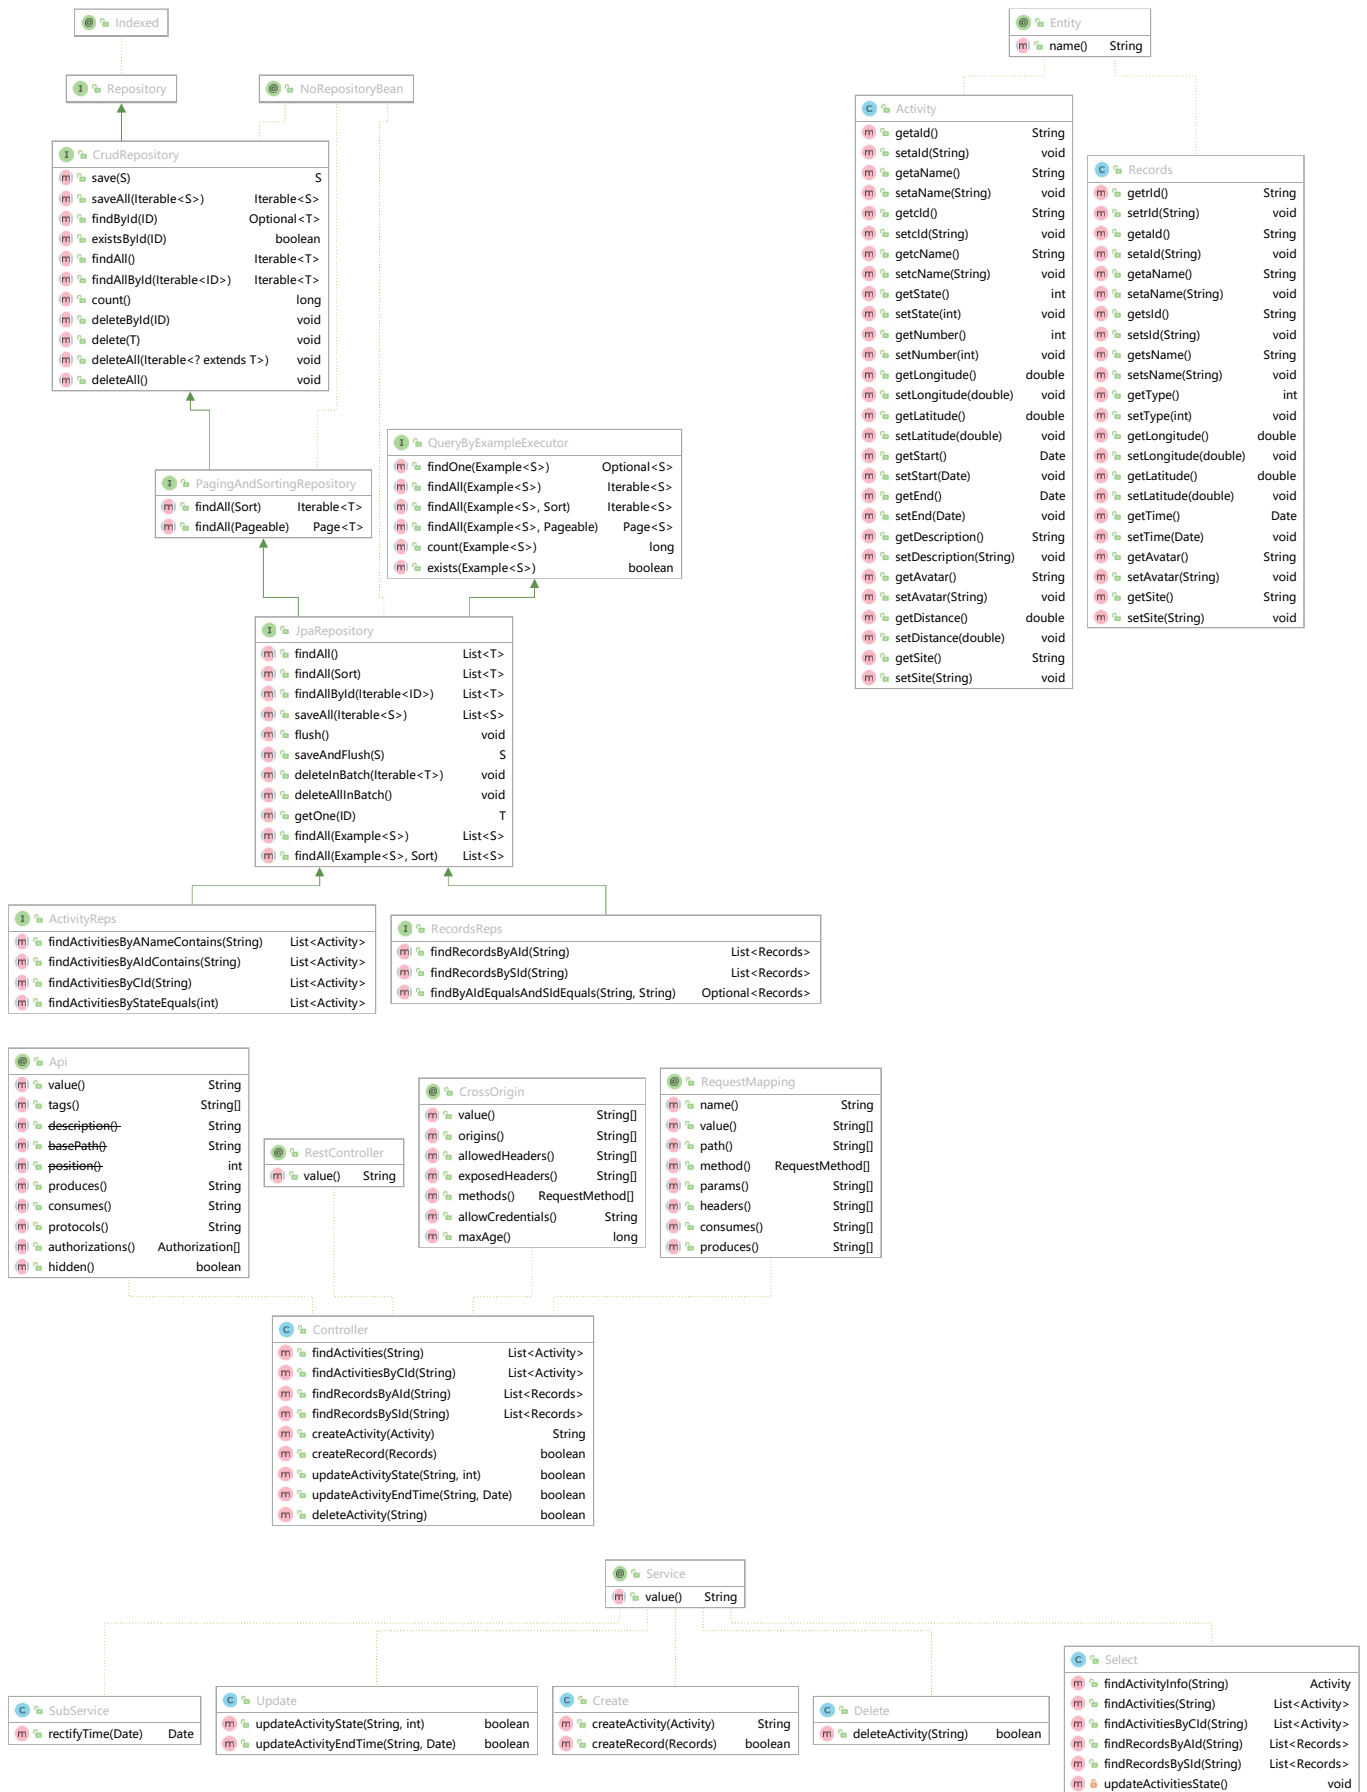 Indexed
Repository
NoRepositoryBean
CrudRepository
save(S) S
saveAll(Iterable<S>) Iterable<S>
findById(ID) Optional<T>
existsById(ID) boolean
findAll() Iterable<T>
findAllById(Iterable<ID>) Iterable<T>
count() long
deleteById(ID) void
delete(T) void
deleteAll(Iterable<? extends T>) void
deleteAll() void
PagingAndSortingRepository
findAll(Sort) Iterable<T>
findAll(Pageable) Page<T>
QueryByExampleExecutor
findOne(Example<S>) Optional<S>
findAll(Example<S>) Iterable<S>
findAll(Example<S>, Sort) Iterable<S>
findAll(Example<S>, Pageable) Page<S>
count(Example<S>) long
exists(Example<S>) boolean
JpaRepository
findAll() List<T>
findAll(Sort) List<T>
findAllById(Iterable<ID>) List<T>
saveAll(Iterable<S>) List<S>
flush() void
saveAndFlush(S) S
deleteInBatch(Iterable<T>) void
deleteAllInBatch() void
getOne(ID) T
findAll(Example<S>) List<S>
findAll(Example<S>, Sort) List<S>
ActivityReps
findActivitiesByANameContains(String) List<Activity>
findActivitiesByAIdContains(String) List<Activity>
findActivitiesByCId(String) List<Activity>
findActivitiesByStateEquals(int) List<Activity>
RecordsReps
findRecordsByAId(String) List<Records>
findRecordsBySId(String) List<Records>
findByAIdEqualsAndSIdEquals(String, String) Optional<Records>
Entity
name() String
Activity
getaId() String
setaId(String) void
getaName() String
setaName(String) void
getcId() String
setcId(String) void
getcName() String
setcName(String) void
getState() int
setState(int) void
getNumber() int
setNumber(int) void
getLongitude() double
setLongitude(double) void
getLatitude() double
setLatitude(double) void
getStart() Date
setStart(Date) void
getEnd() Date
setEnd(Date) void
getDescription() String
setDescription(String) void
getAvatar() String
setAvatar(String) void
getDistance() double
setDistance(double) void
getSite() String
setSite(String) void
Records
getrId() String
setrId(String) void
getaId() String
setaId(String) void
getaName() String
setaName(String) void
getsId() String
setsId(String) void
getsName() String
setsName(String) void
getType() int
setType(int) void
getLongitude() double
setLongitude(double) void
getLatitude() double
setLatitude(double) void
getTime() Date
setTime(Date) void
getAvatar() String
setAvatar(String) void
getSite() String
setSite(String) void
Api
value() String
tags() String[]
description() String
basePath() String
position() int
produces() String
consumes() String
protocols() String
authorizations() Authorization[]
hidden() boolean
RestController
value() String
CrossOrigin
value() String[]
origins() String[]
allowedHeaders() String[]
exposedHeaders() String[]
methods() RequestMethod[]
allowCredentials() String
maxAge() long
RequestMapping
name() String
value() String[]
path() String[]
method() RequestMethod[]
params() String[]
headers() String[]
consumes() String[]
produces() String[]
Controller
findActivities(String) List<Activity>
findActivitiesByCId(String) List<Activity>
findRecordsByAId(String) List<Records>
findRecordsBySId(String) List<Records>
createActivity(Activity) String
createRecord(Records) boolean
updateActivityState(String, int) boolean
updateActivityEndTime(String, Date) boolean
deleteActivity(String) boolean
Service
value() String
SubService
rectifyTime(Date) Date
Update
updateActivityState(String, int) boolean
updateActivityEndTime(String, Date) boolean
Create
createActivity(Activity) String
createRecord(Records) boolean
Delete
deleteActivity(String) boolean
Select
findActivityInfo(String) Activity
findActivities(String) List<Activity>
findActivitiesByCId(String) List<Activity>
findRecordsByAId(String) List<Records>
findRecordsBySId(String) List<Records>
updateActivitiesState() void